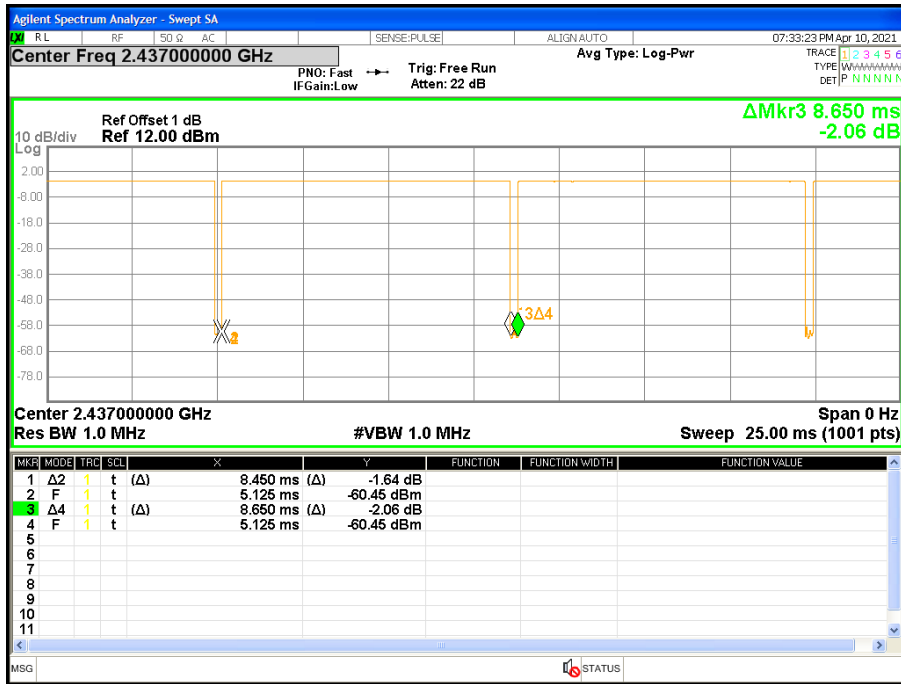 Agilent Spectrum Analyzer - Swept SA
LXI RL RF 50 Ω AC SENSE:PULSE ALIGN AUTO 07:33:23 PM Apr 10, 2021
Center Freq 2.437000000 GHz Avg Type: Log-Pwr TRACE 1 2 3 4 5 6
PNO: Fast Trig: Free Run TYPE WWWWWW
IFGain:Low Atten: 22 dB DET P N N N N N
ΔMkr3 8.650 ms
-2.06 dB
Ref Offset 1 dB
10 dB/div Ref 12.00 dBm
Log
2.00
-8.00
-18.0
-28.0
-38.0
-48.0
3Δ4
-58.0
2
-68.0
-78.0
Center 2.437000000 GHz Span 0 Hz
Res BW 1.0 MHz #VBW 1.0 MHz Sweep 25.00 ms (1001 pts)
MKR MODE TRC SCL X Y FUNCTION FUNCTION WIDTH FUNCTION VALUE
1 Δ2 1 t (Δ) 8.450 ms (Δ) -1.64 dB
2 F 1 t 5.125 ms -60.45 dBm
3 Δ4 1 t (Δ) 8.650 ms (Δ) -2.06 dB
4 F 1 t 5.125 ms -60.45 dBm
5
6
7
8
9
10
11
MSG STATUS